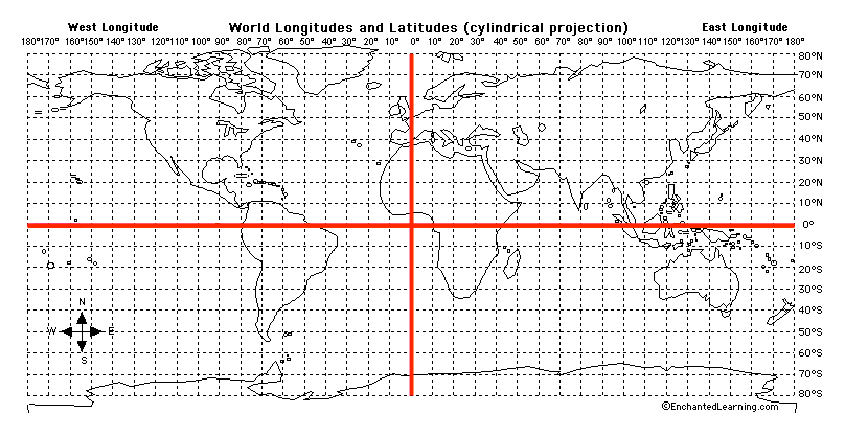 West Longitude World Longitudes and Latitudes (cylindrical projection) East Longitude
180° 170° 160° 150° 140° 130° 120° 110° 100° 90° 80° 70° 60° 50° 40° 30° 20° 10° 0° 10° 20° 30° 40° 50° 60° 70° 80° 90° 100° 110° 120° 130° 140° 150° 160° 170° 180°
80°N
70°N
60°N
50°N
40°N
30°N
20°N
10°N
0°
10°S
20°S
30°S
N
40°S
W E
50°S
S
60°S
70°S
80°S
©EnchantedLearning.com